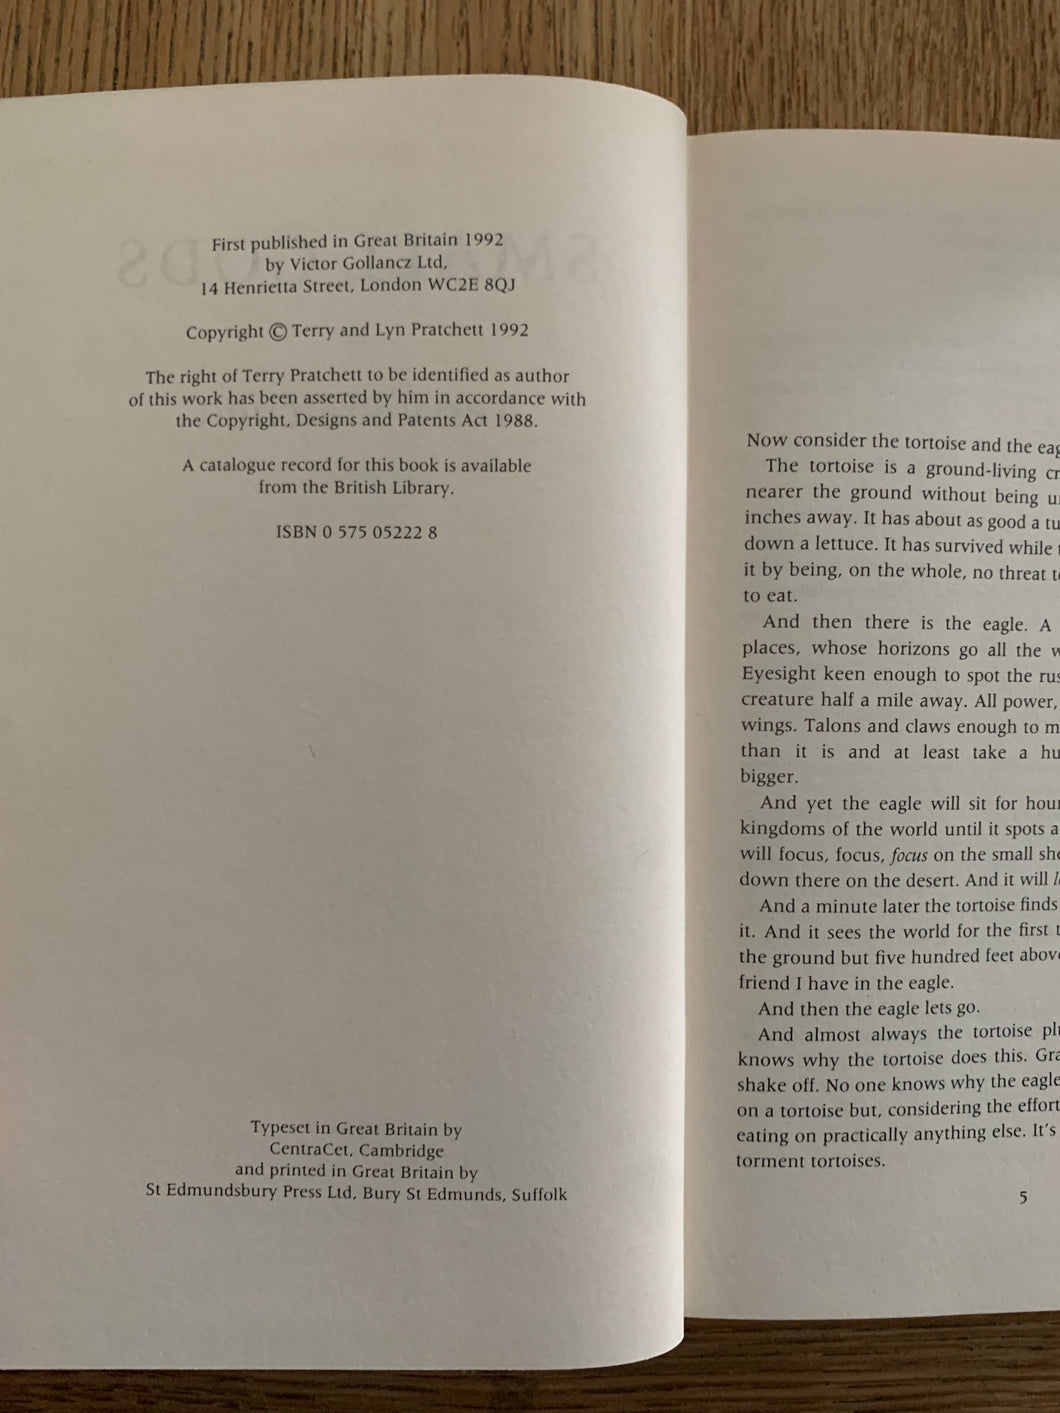 First published in Great Britain 1992
by Victor Gollancz Ltd,
14 Henrietta Street, London WC2E 8QJ
Copyright © Terry and Lyn Pratchett 1992
The right of Terry Pratchett to be identified as author
of this work has been asserted by him in accordance with
the Copyright, Designs and Patents Act 1988.
A catalogue record for this book is available
from the British Library.
ISBN 0 575 05222 8
Typeset in Great Britain by
CentraCet, Cambridge
and printed in Great Britain by
St Edmundsbury Press Ltd, Bury St Edmunds, Suffolk
Now consider the tortoise and the
The tortoise is a ground-living
nearer the ground without being
inches away. It has about as good a
down a lettuce. It has survived while
it by being, on the whole, no threat
to eat.
And then there is the eagle. A
places, whose horizons go all the
Eyesight keen enough to spot the
creature half a mile away. All power,
wings. Talons and claws enough to
than it is and at least take a
bigger.
And yet the eagle will sit for
kingdoms of the world until it spots a
will focus, focus, focus on the small
down there on the desert. And it will
And a minute later the tortoise finds
it. And it sees the world for the first
the ground but five hundred feet
friend I have in the eagle.
And then the eagle lets go.
And almost always the tortoise
knows why the tortoise does this.
shake off. No one knows why the eagle
on a tortoise but, considering the effort
eating on practically anything else. It's
torment tortoises.
5